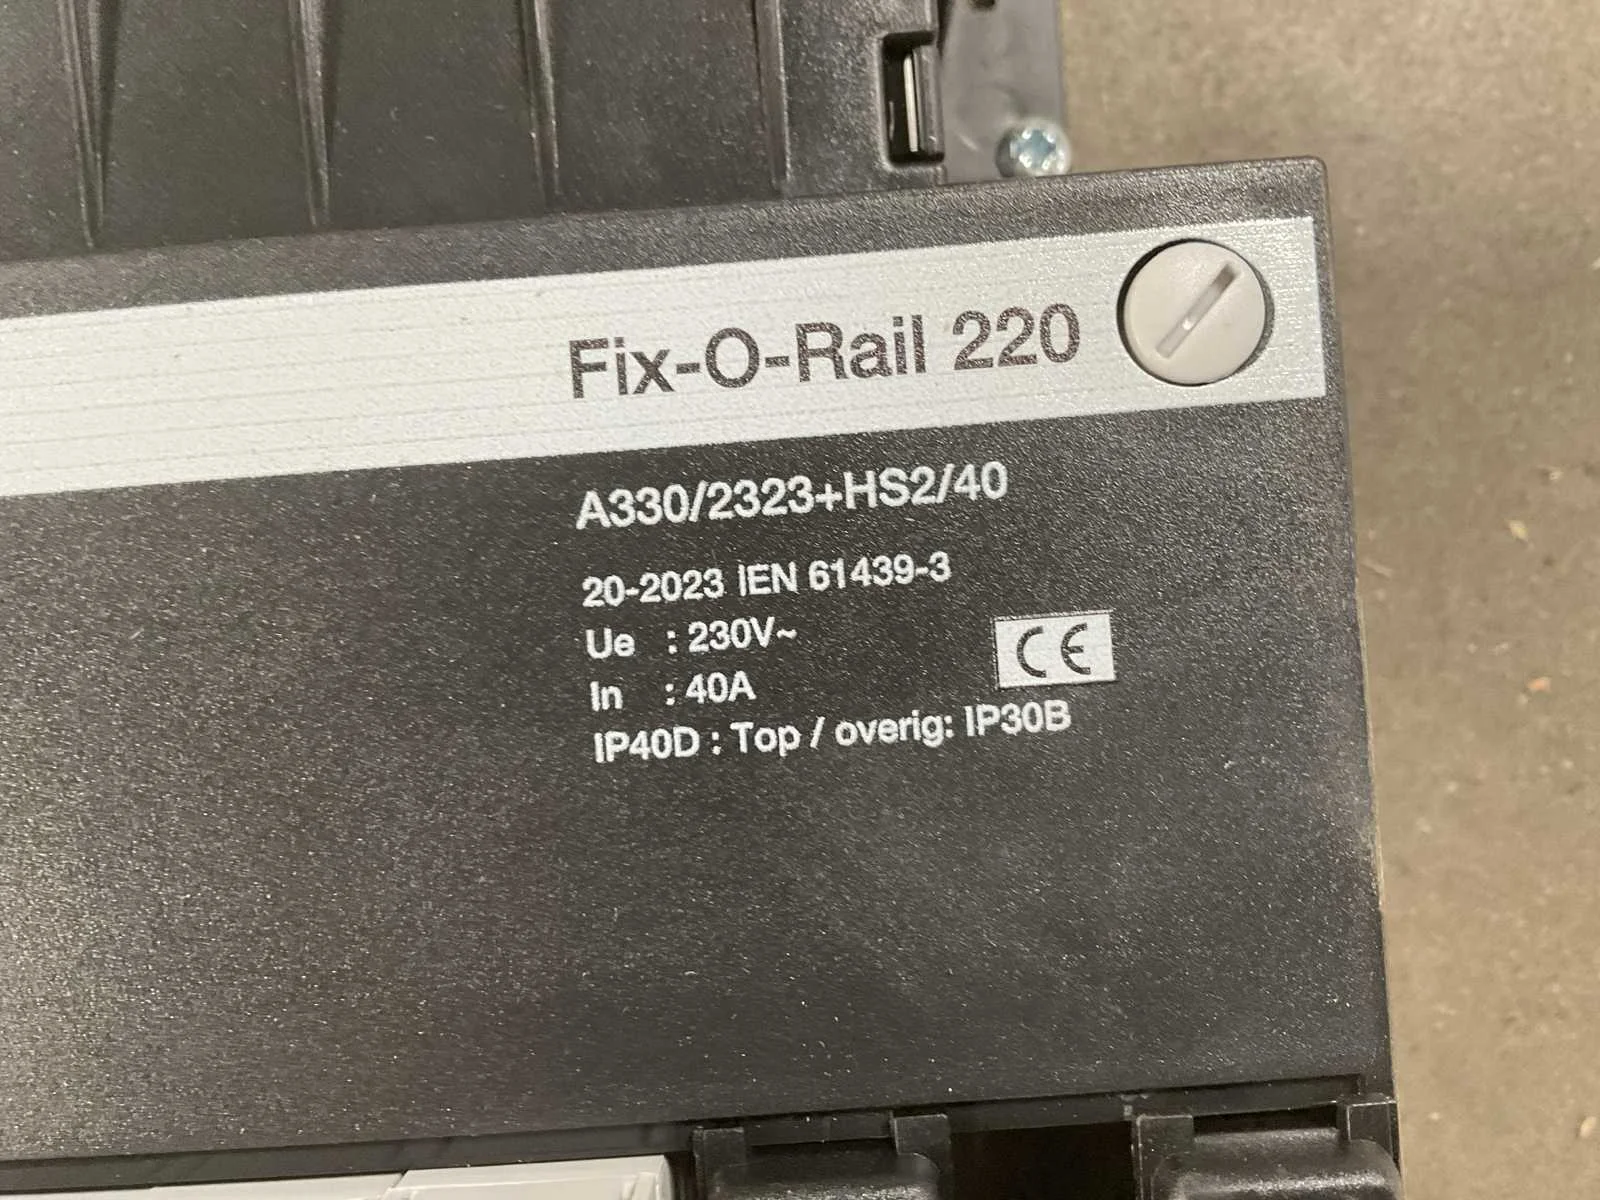 Fix-O-Rail 220
A330/2323+HS2/40
20-2023 IEN 61439-3
Ue : 230V~
In : 40A
CE
IP40D : Top / overig: IP30B